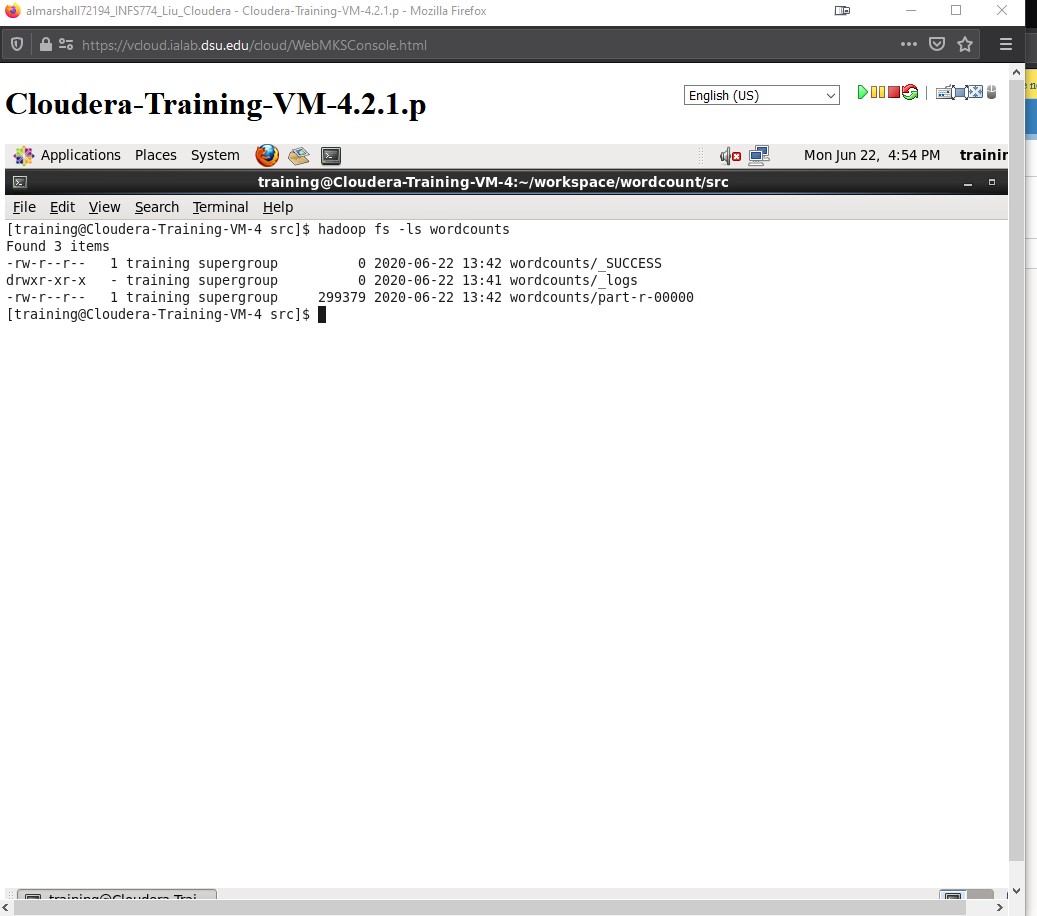 almarshall72194_INFS774_Liu_Cloudera - Cloudera-Training-VM-4.2.1.p - Mozilla Firefox
https://vcloud.ialab.dsu.edu/cloud/WebMKSConsole.html
Cloudera-Training-VM-4.2.1.p
English (US)
Applications Places System Mon Jun 22, 4:54 PM trainin
training@Cloudera-Training-VM-4:~/workspace/wordcount/src
File Edit View Search Terminal Help
[training@Cloudera-Training-VM-4 src]$ hadoop fs -ls wordcounts
Found 3 items
-rw-r--r--   1 training supergroup          0 2020-06-22 13:42 wordcounts/_SUCCESS
drwxr-xr-x   - training supergroup          0 2020-06-22 13:41 wordcounts/_logs
-rw-r--r--   1 training supergroup     299379 2020-06-22 13:42 wordcounts/part-r-00000
[training@Cloudera-Training-VM-4 src]$
training@Cloudera-Trai